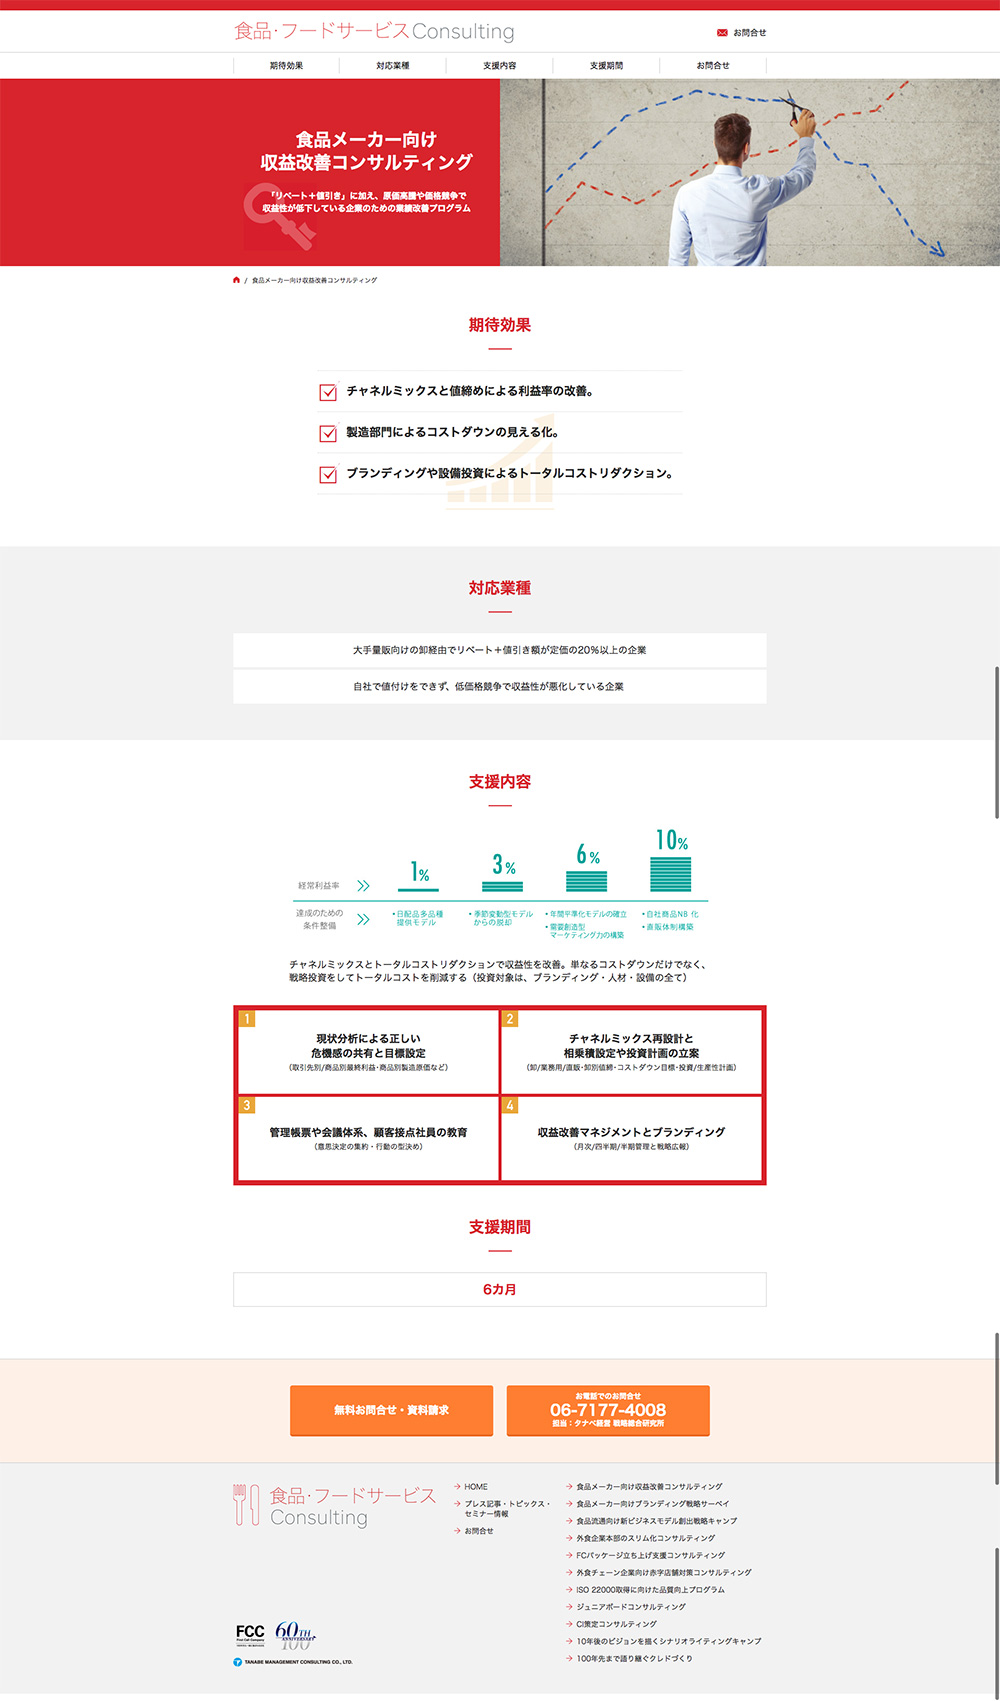 食品・フードサービスConsulting
お問合せ
期待効果
対応業種
支援内容
支援期間
お問合せ
食品メーカー向け
収益改善コンサルティング
「リベート＋値引き」に加え、原価高騰や価格競争で
収益性が低下している企業のための業績改善プログラム
/ 食品メーカー向け収益改善コンサルティング
期待効果
チャネルミックスと値締めによる利益率の改善。
製造部門によるコストダウンの見える化。
ブランディングや設備投資によるトータルコストリダクション。
対応業種
大手量販向けの卸経由でリベート＋値引き額が定価の20％以上の企業
自社で値付けをできず、低価格競争で収益性が悪化している企業
支援内容
経常利益率
1%
3%
6%
10%
達成のための
条件整備
・日配品多品種
提供モデル
・季節変動型モデル
からの脱却
・年間平準化モデルの確立
・需要創造型
マーケティング力の構築
・自社商品NB 化
・直販体制構築
チャネルミックスとトータルコストリダクションで収益性を改善。単なるコストダウンだけでなく、
戦略投資をしてトータルコストを削減する（投資対象は、ブランディング・人材・設備の全て）
1
現状分析による正しい
危機感の共有と目標設定
（取引先別/商品別最終利益・商品別製造原価など）
2
チャネルミックス再設計と
相乗積設定や投資計画の立案
（卸/業務用/直販・卸別値締・コストダウン目標・投資/生産性計画）
3
管理帳票や会議体系、顧客接点社員の教育
（意思決定の集約・行動の型決め）
4
収益改善マネジメントとブランディング
（月次/四半期/半期管理と戦略広報）
支援期間
6カ月
無料お問合せ・資料請求
お電話でのお問合せ
06-7177-4008
担当：タナベ経営 戦略総合研究所
食品・フードサービス
Consulting
HOME
プレス記事・トピックス・
セミナー情報
お問合せ
食品メーカー向け収益改善コンサルティング
食品メーカー向けブランディング戦略サーベイ
食品流通向け新ビジネスモデル創出戦略キャンプ
外食企業本部のスリム化コンサルティング
FCパッケージ立ち上げ支援コンサルティング
外食チェーン企業向け赤字店舗対策コンサルティング
ISO 22000取得に向けた品質向上プログラム
ジュニアボードコンサルティング
CI策定コンサルティング
10年後のビジョンを描くシナリオライティングキャンプ
100年先まで語り継ぐクレドづくり
FCC
First Call Company
60TH
ANNIVERSARY
100
TANABE MANAGEMENT CONSULTING CO., LTD.